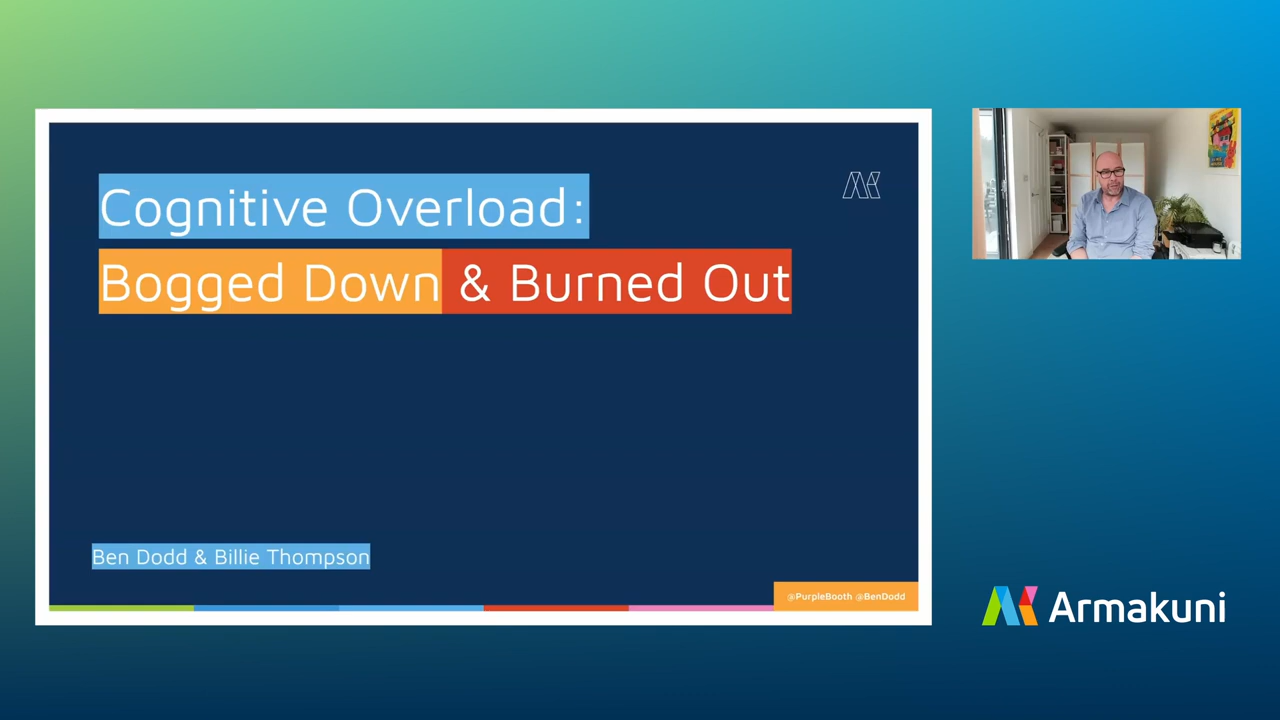 Cognitive Overload:
Bogged Down & Burned Out
Ben Dodd & Billie Thompson
@PurpleBooth @BenDodd
Armakuni